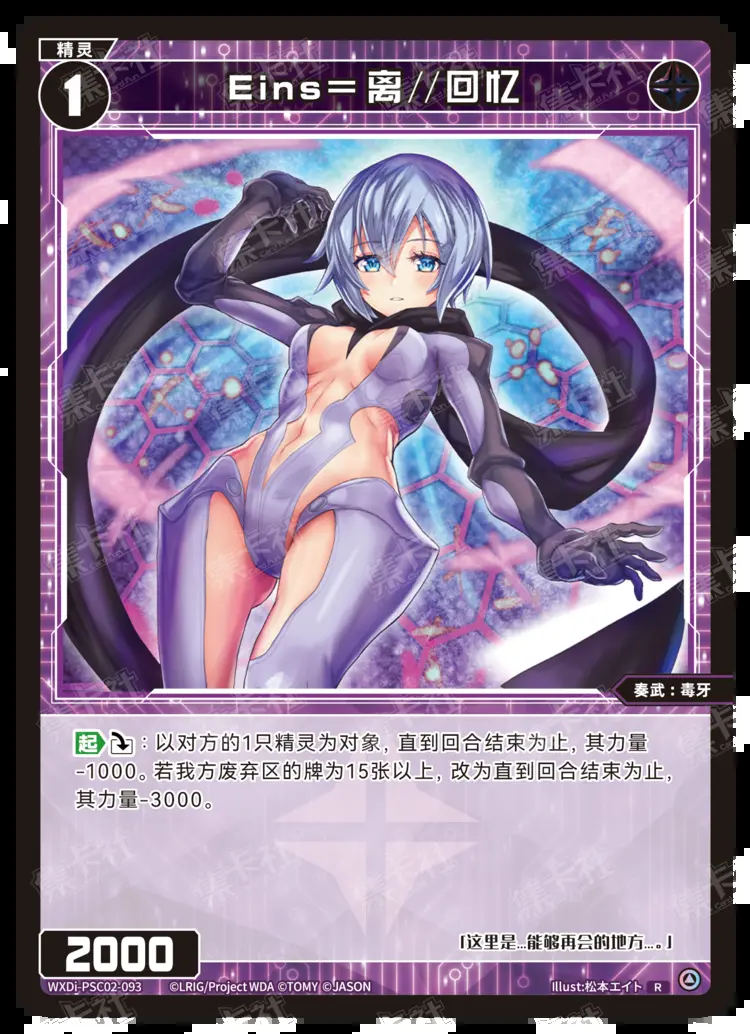 精灵
1
Eins＝离//回忆
奏武：毒牙
起：以对方的1只精灵为对象，直到回合结束为止，其力量
-1000。若我方废弃区的牌为15张以上，改为直到回合结束为止，
其力量-3000。
「这里是…能够再会的地方…。」
2000
WXDi-PSC02-093 ©LRIG/Project WDA ©TOMY ©JASON Illust:松本エイト R
集卡社